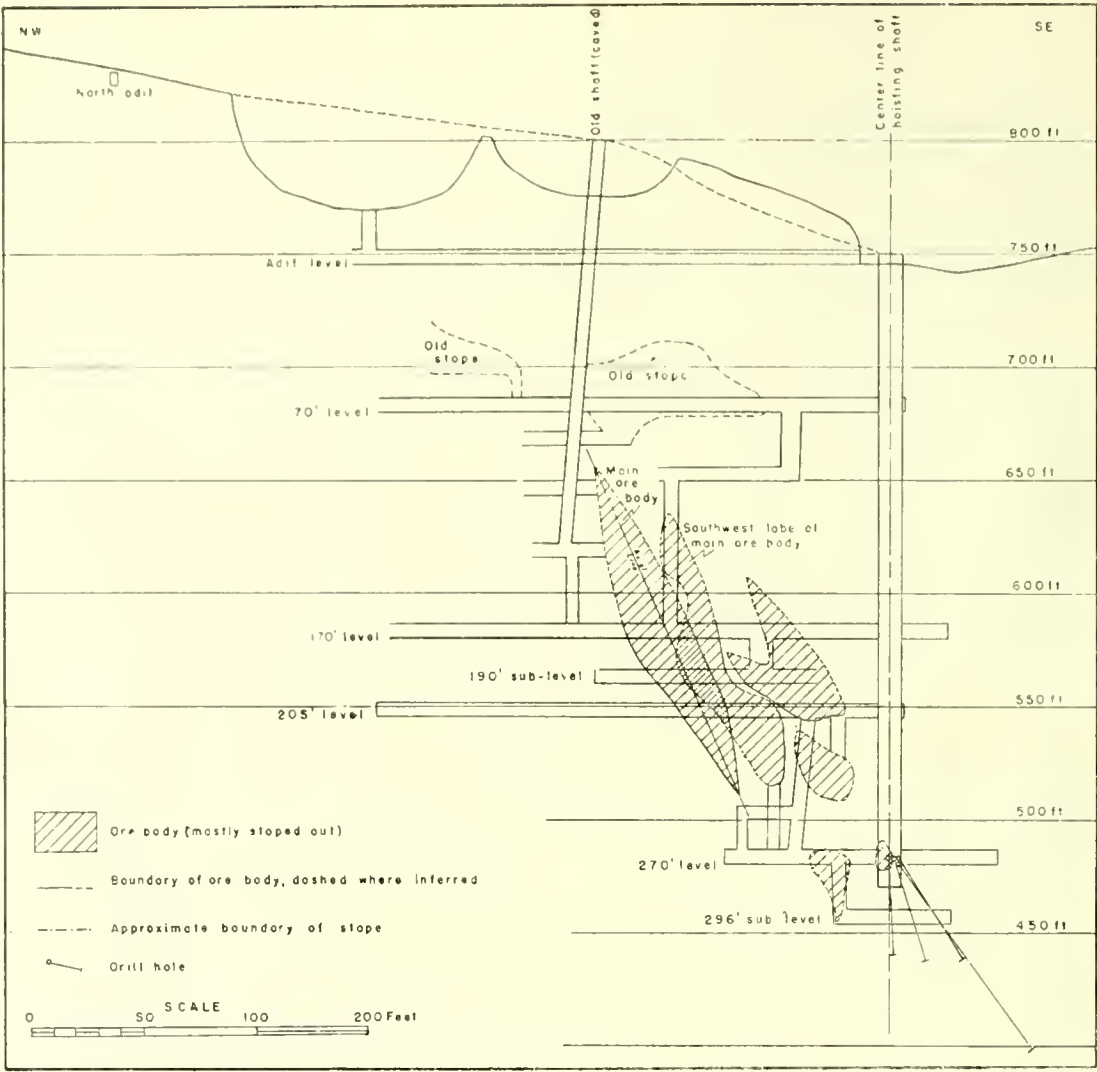 NW
SE
Old shaft (caved)
Center line of
hoisting shaft
North adit
800 ft
750 ft
Adit level
700 ft
Old
stope
Old stope
70' level
650 ft
Main
ore
body
Southwest lobe of
main ore body
600 ft
170' level
190' sub-level
205' level
550 ft
500 ft
270' level
296' sub level
450 ft
Ore body (mostly stoped out)
Boundary of ore body, dashed where inferred
Approximate boundary of stope
Drill hole
SCALE
0 50 100 200 Feet